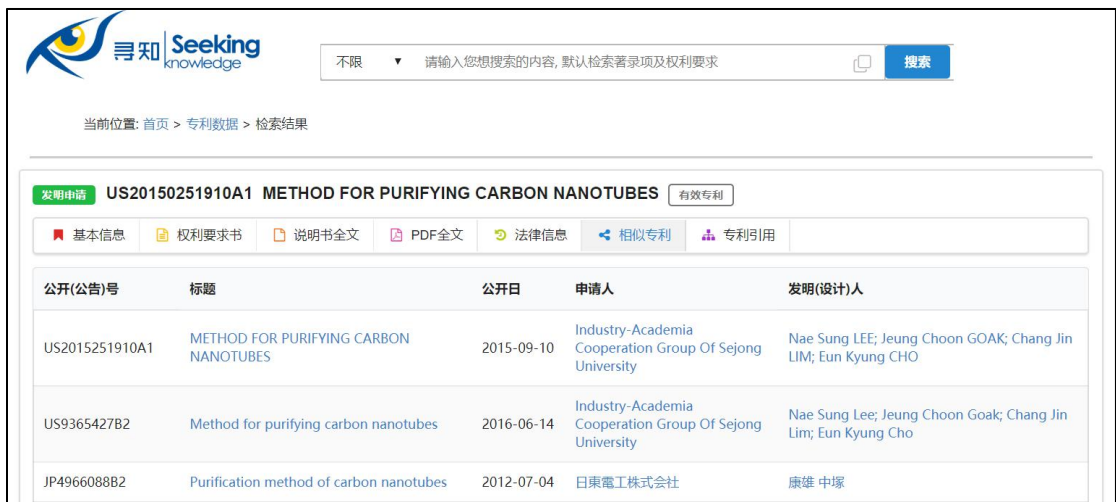 寻知 Seeking
knowledge
不限 ▼ 请输入您想搜索的内容, 默认检索著录项及权利要求 搜索
当前位置: 首页 > 专利数据 > 检索结果
发明申请 US20150251910A1 METHOD FOR PURIFYING CARBON NANOTUBES 有效专利
基本信息 权利要求书 说明书全文 PDF全文 法律信息 相似专利 专利引用
公开(公告)号 标题 公开日 申请人 发明(设计)人
US2015251910A1 METHOD FOR PURIFYING CARBON
NANOTUBES 2015-09-10 Industry-Academia
Cooperation Group Of Sejong
University Nae Sung LEE; Jeung Choon GOAK; Chang Jin
LIM; Eun Kyung CHO
US9365427B2 Method for purifying carbon nanotubes 2016-06-14 Industry-Academia
Cooperation Group Of Sejong
University Nae Sung Lee; Jeung Choon Goak; Chang Jin
Lim; Eun Kyung Cho
JP4966088B2 Purification method of carbon nanotubes 2012-07-04 日東電工株式会社 康雄 中塚